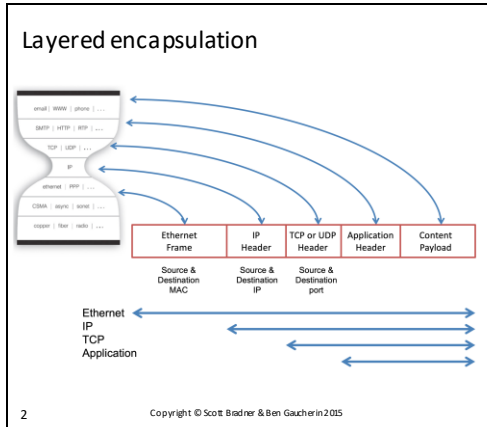 Layered encapsulation
email | WWW | phone | ...
SMTP | HTTP | RTP | ...
TCP | UDP | ...
IP
ethernet | PPP | ...
CSMA | async | sonet | ...
copper | fiber | radio | ...
Ethernet Frame
IP Header
TCP or UDP Header
Application Header
Content Payload
Source & Destination MAC
Source & Destination IP
Source & Destination port
Ethernet
IP
TCP
Application
2
Copyright © Scott Bradner & Ben Gaucherin 2015